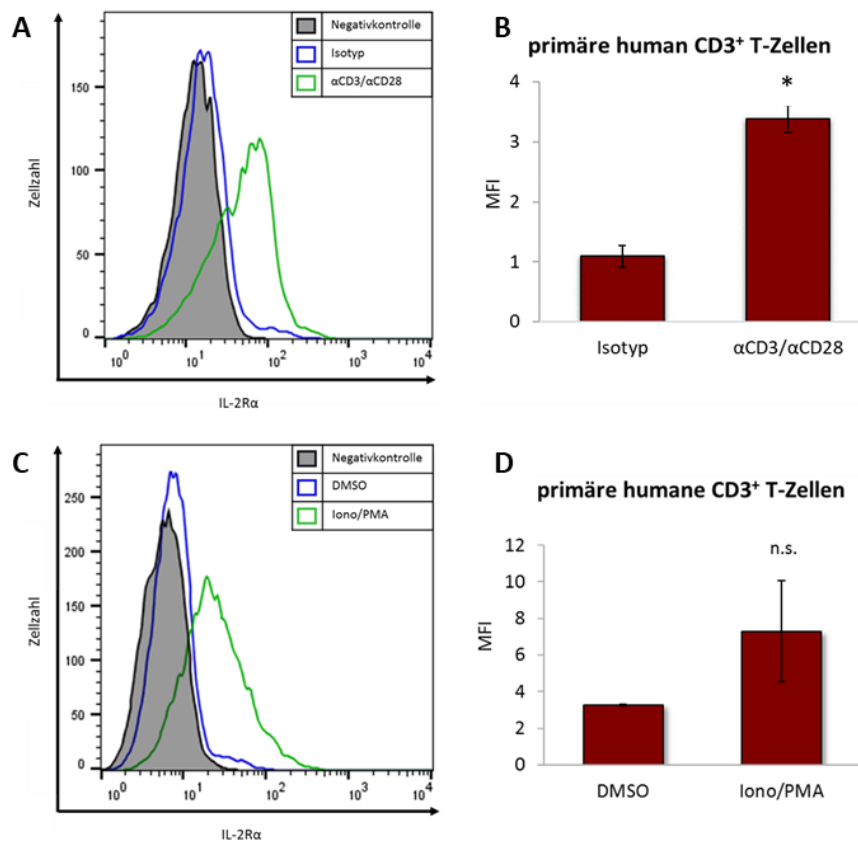 A
Negativkontrolle
Isotyp
αCD3/αCD28
Zellzahl
150
100
50
0
10⁰
10¹
10²
10³
10⁴
IL-2Rα
B
primäre human CD3⁺ T-Zellen
*
MFI
4
3
2
1
0
Isotyp
αCD3/αCD28
C
Negativkontrolle
DMSO
Iono/PMA
Zellzahl
250
200
150
100
50
0
10⁰
10¹
10²
10³
10⁴
IL-2Rα
D
primäre humane CD3⁺ T-Zellen
n.s.
MFI
12
10
8
6
4
2
0
DMSO
Iono/PMA